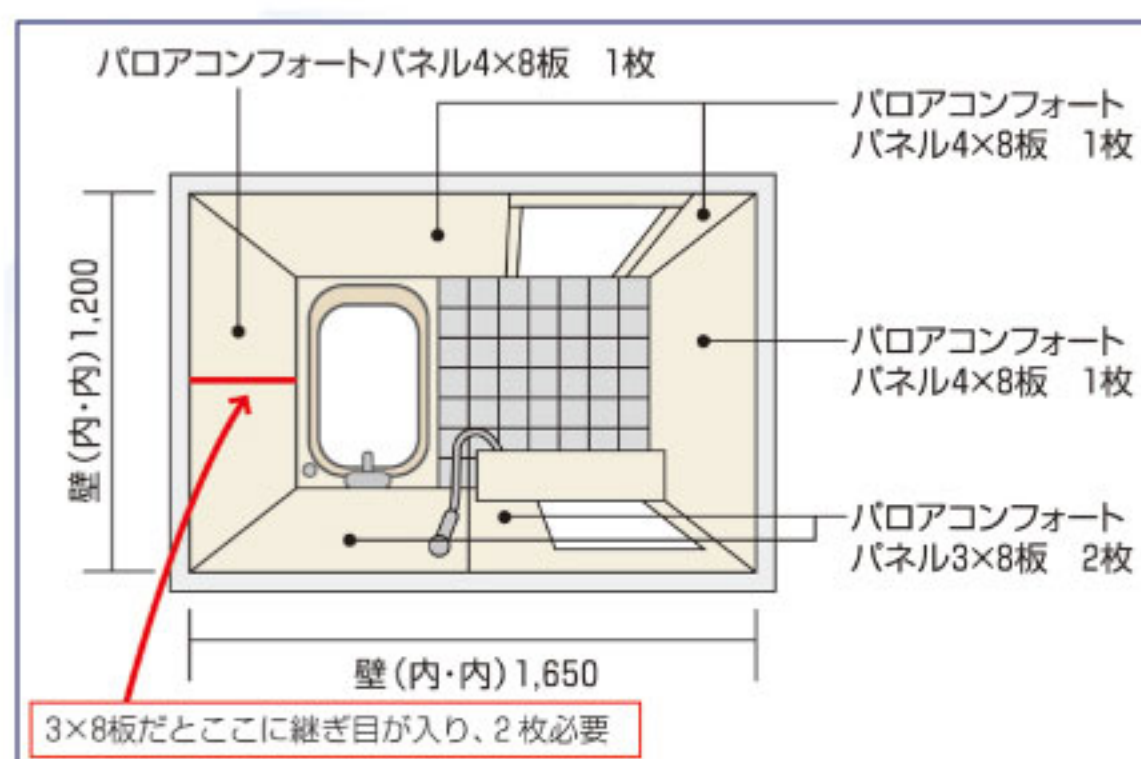 バロアコンフォートパネル4×8板 1枚
バロアコンフォート
パネル4×8板 1枚
壁(内・内)1,200
バロアコンフォート
パネル4×8板 1枚
バロアコンフォート
パネル3×8板 2枚
壁(内・内)1,650
3×8板だとここに継ぎ目が入り、2枚必要